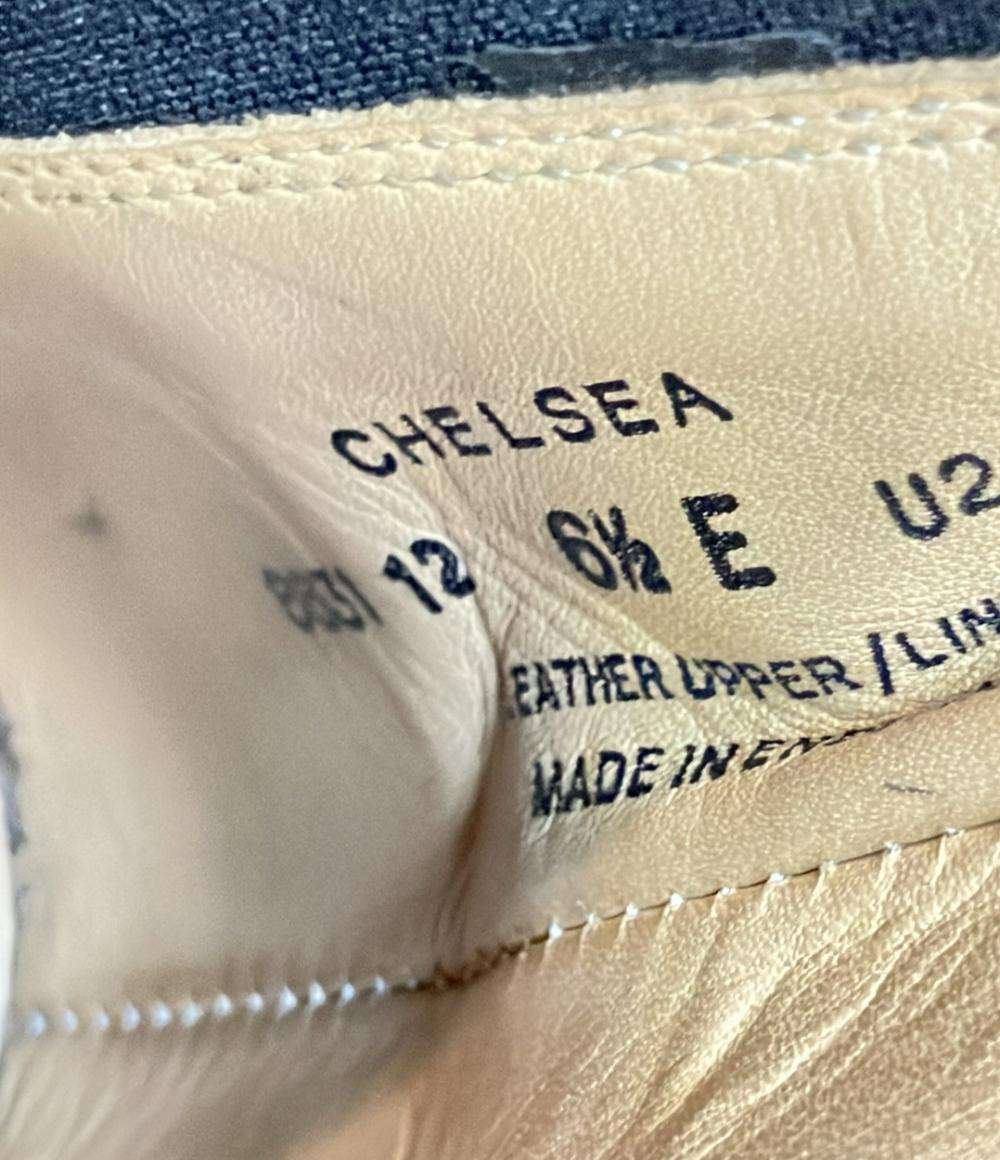 CHELSEA
12 6½ E U2
EATHER UPPER / LIN
MADE IN EN